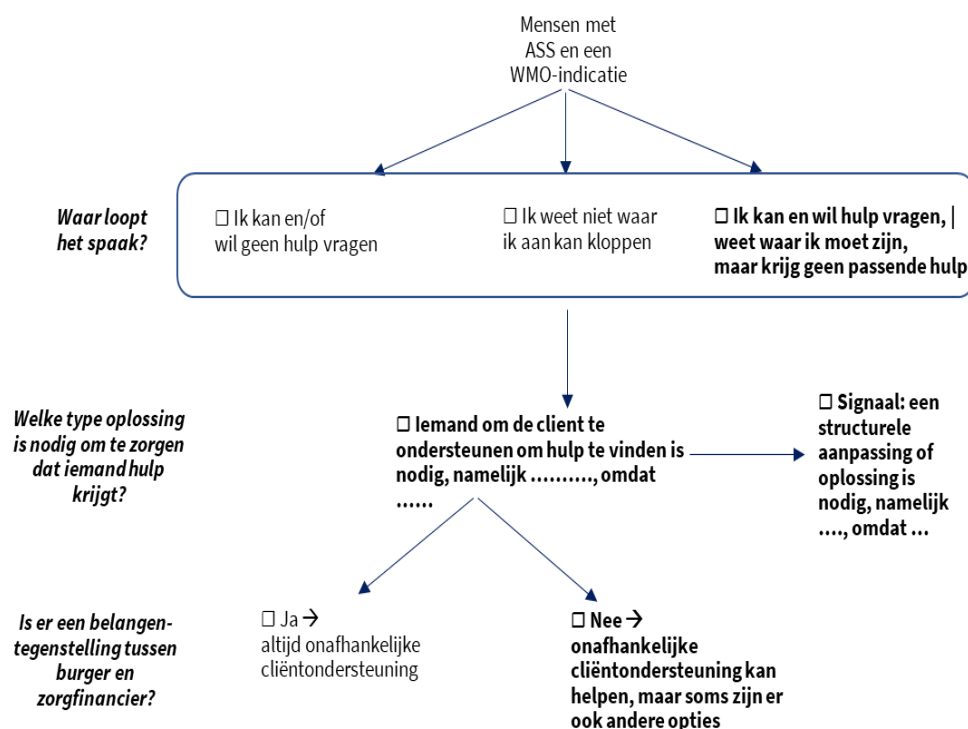 Mensen met
ASS en een
WMO-indicatie
Waar loopt
het spaak?
☐ Ik kan en/of
wil geen hulp vragen
☐ Ik weet niet waar
ik aan kan kloppen
☐ Ik kan en wil hulp vragen, |
weet waar ik moet zijn,
maar krijg geen passende hulp
Welke type oplossing
is nodig om te zorgen
dat iemand hulp
krijgt?
☐ Iemand om de client te
ondersteunen om hulp te vinden is
nodig, namelijk ………., omdat
……
☐ Signaal: een
structurele
aanpassing of
oplossing is
nodig, namelijk
…., omdat …
Is er een belangen-
tegenstelling tussen
burger en
zorgfinancier?
☐ Ja →
altijd onafhankelijke
cliëntondersteuning
☐ Nee →
onafhankelijke
cliëntondersteuning kan
helpen, maar soms zijn er
ook andere opties